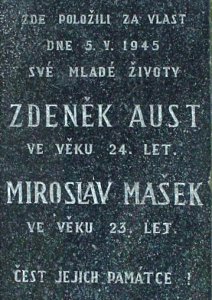 ZDE POLOŽILI ZA VLAST
DNE 5. V. 1945
SVÉ MLADÉ ŽIVOTY
ZDENĚK AUST
VE VĚKU 24. LET.
MIROSLAV MAŠEK
VE VĚKU 23. LET.
ČEST JEJICH PAMÁTCE !